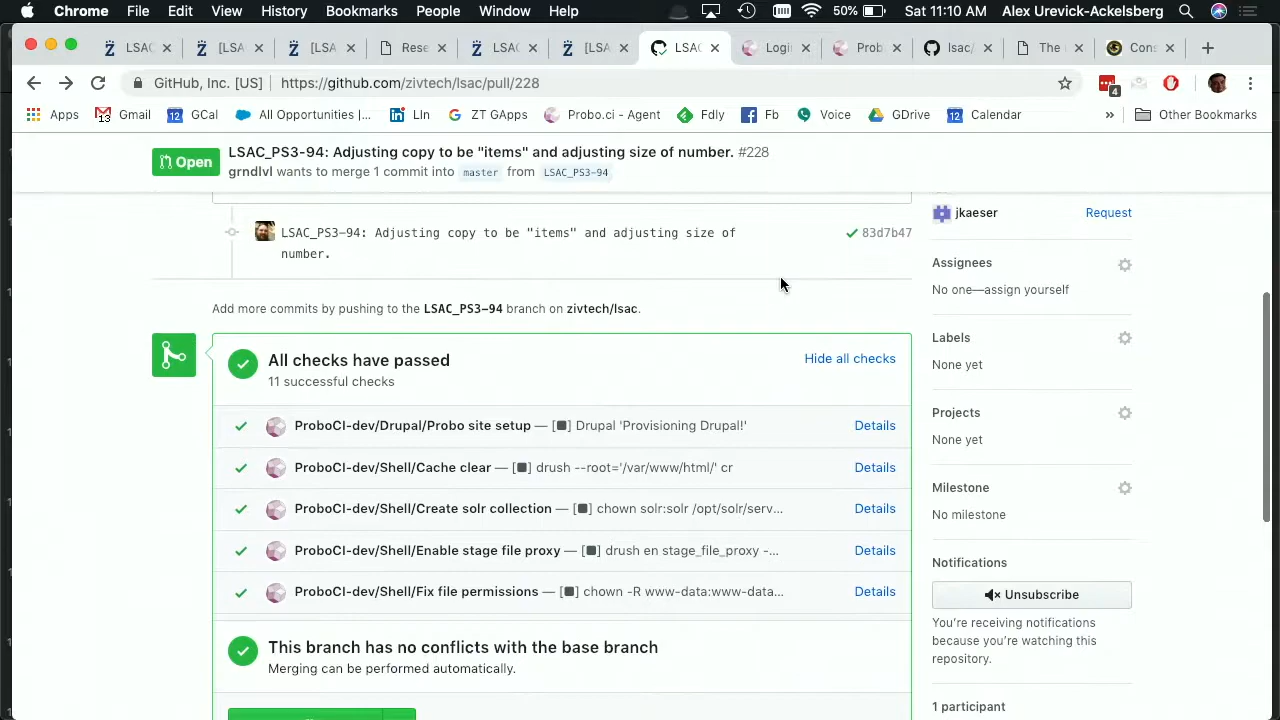 Chrome File Edit View History Bookmarks People Window Help 50% Sat 11:10 AM Alex Urevick-Ackelsberg
LSAC [LSA [LSA Rese LSAC [LSA LSAC Login Prob lsac/ The Cons
GitHub, Inc. [US] https://github.com/zivtech/lsac/pull/228 4
Apps Gmail GCal All Opportunities |... LIn ZT GApps Probo.ci - Agent Fdly Fb Voice GDrive Calendar » Other Bookmarks
Open LSAC_PS3-94: Adjusting copy to be "items" and adjusting size of number. #228
grndlvl wants to merge 1 commit into master from LSAC_PS3-94
jkaeser Request
LSAC_PS3-94: Adjusting copy to be "items" and adjusting size of 83d7b47
number.
Assignees
No one—assign yourself
Add more commits by pushing to the LSAC_PS3-94 branch on zivtech/lsac.
Labels
None yet
All checks have passed Hide all checks
11 successful checks
Projects
None yet
ProboCI-dev/Drupal/Probo site setup — [■] Drupal 'Provisioning Drupal!' Details
ProboCI-dev/Shell/Cache clear — [■] drush --root='/var/www/html/' cr Details
Milestone
No milestone
ProboCI-dev/Shell/Create solr collection — [■] chown solr:solr /opt/solr/serv... Details
ProboCI-dev/Shell/Enable stage file proxy — [■] drush en stage_file_proxy -... Details
Notifications
Unsubscribe
ProboCI-dev/Shell/Fix file permissions — [■] chown -R www-data:www-data... Details
You're receiving notifications
because you're watching this
repository.
This branch has no conflicts with the base branch
Merging can be performed automatically.
1 participant